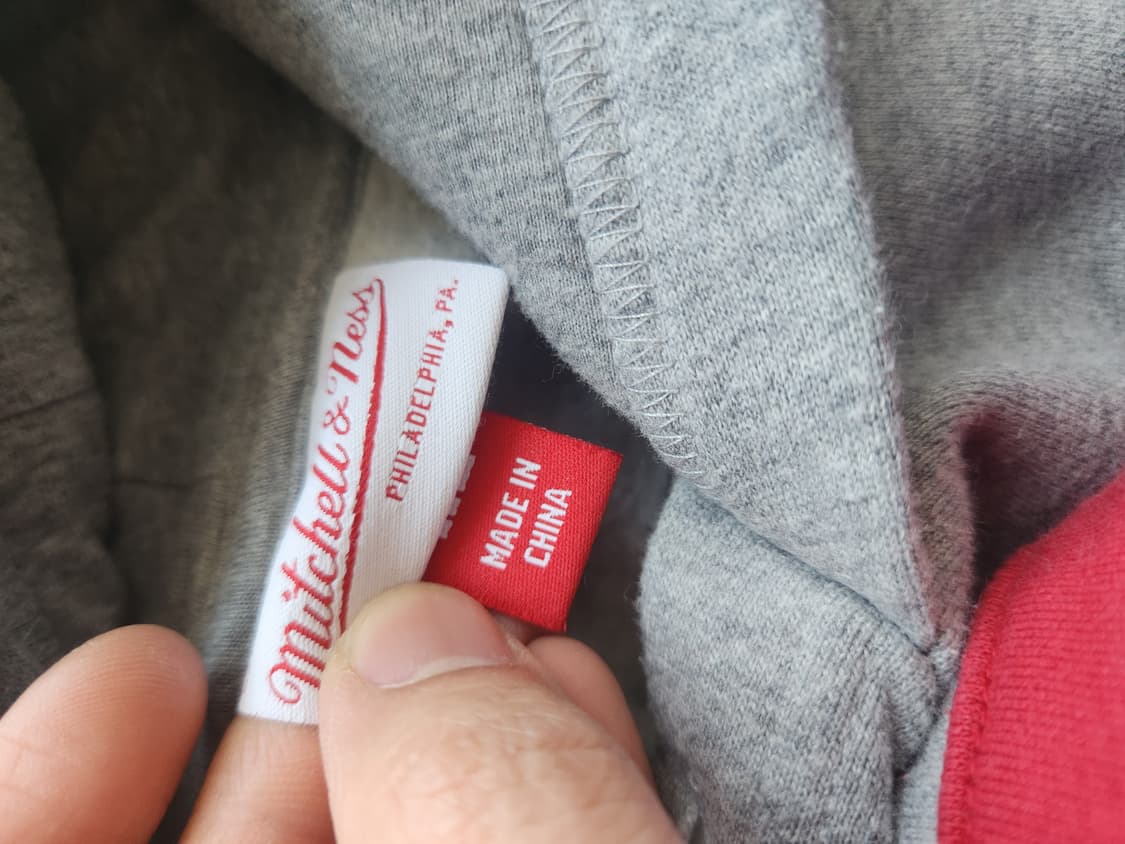 Mitchell & Ness
PHILADELPHIA, PA.
MADE IN
CHINA